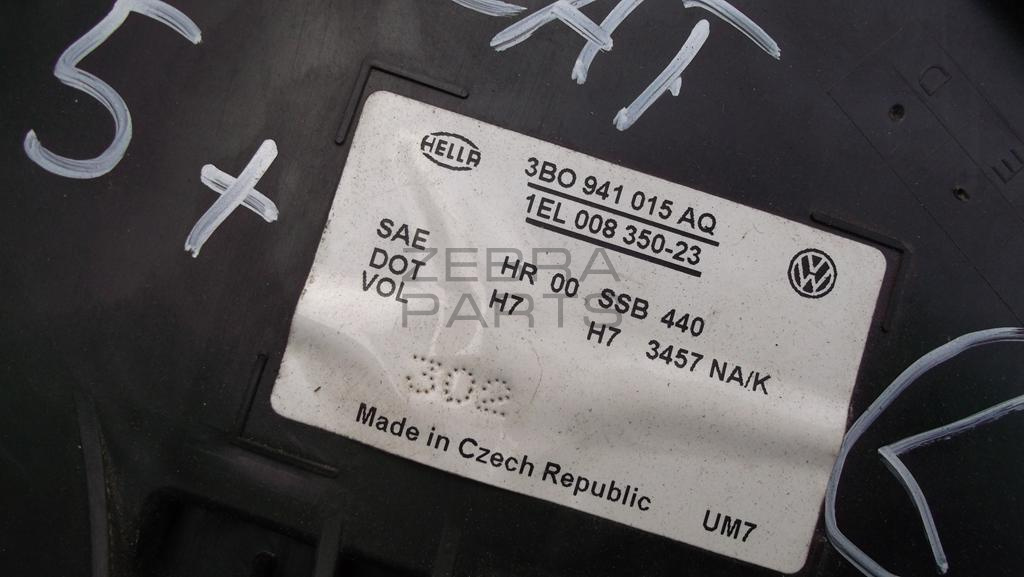 5+
HELLA
3BO 941 015 AQ
1EL 008 350-23
SAE HR 00 SSB 440
DOT H7 H7 3457 NA/K
VOL
302
Made in Czech Republic
UM7
ZEBRA
PARTS